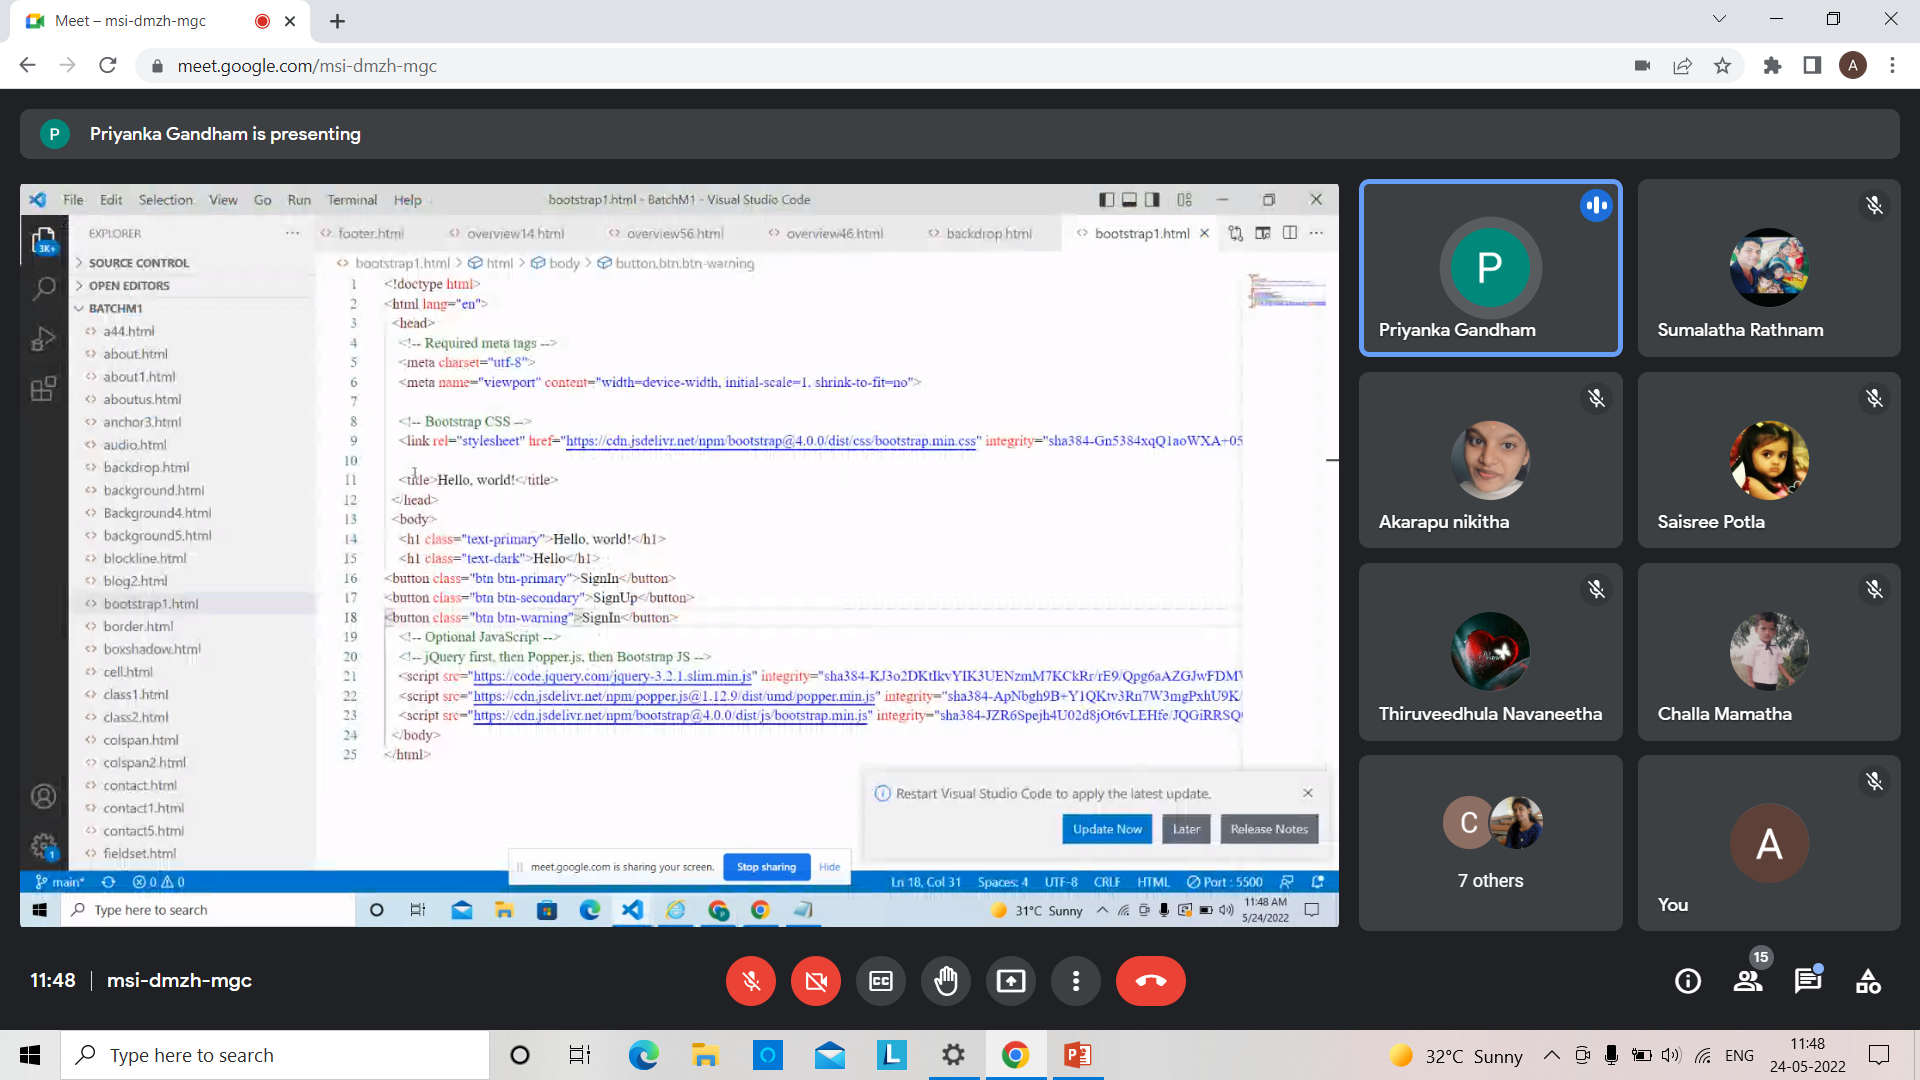 Meet – msi-dmzh-mgc
meet.google.com/msi-dmzh-mgc
A
P Priyanka Gandham is presenting
File Edit Selection View Go Run Terminal Help bootstrap1.html - BatchM1 - Visual Studio Code
3K+
EXPLORER
footer.html overview14.html overview56.html overview46.html backdrop.html bootstrap1.html
SOURCE CONTROL
OPEN EDITORS
BATCHM1
a44.html
about.html
about1.html
aboutus.html
anchor3.html
audio.html
backdrop.html
background.html
Background4.html
background5.html
blockline.html
blog2.html
bootstrap1.html
border.html
boxshadow.html
cell.html
class1.html
class2.html
colspan.html
colspan2.html
contact.html
contact1.html
contact5.html
fieldset.html
bootstrap1.html > html > body > button.btn.btn-warning
1 <!doctype html>
2 <html lang="en">
3 <head>
4 <!-- Required meta tags -->
5 <meta charset="utf-8">
6 <meta name="viewport" content="width=device-width, initial-scale=1, shrink-to-fit=no">
7
8 <!-- Bootstrap CSS -->
9 <link rel="stylesheet" href="https://cdn.jsdelivr.net/npm/bootstrap@4.0.0/dist/css/bootstrap.min.css" integrity="sha384-Gn5384xqQ1aoWXA+05
10
11 <title>Hello, world!</title>
12 </head>
13 <body>
14 <h1 class="text-primary">Hello, world!</h1>
15 <h1 class="text-dark">Hello</h1>
16 <button class="btn btn-primary">SignIn</button>
17 <button class="btn btn-secondary">SignUp</button>
18 <button class="btn btn-warning">SignIn</button>
19 <!-- Optional JavaScript -->
20 <!-- jQuery first, then Popper.js, then Bootstrap JS -->
21 <script src="https://code.jquery.com/jquery-3.2.1.slim.min.js" integrity="sha384-KJ3o2DKtIkvYIK3UENzmM7KCkRr/rE9/Qpg6aAZGJwFDMV
22 <script src="https://cdn.jsdelivr.net/npm/popper.js@1.12.9/dist/umd/popper.min.js" integrity="sha384-ApNbgh9B+Y1QKtv3Rn7W3mgPxhU9K/
23 <script src="https://cdn.jsdelivr.net/npm/bootstrap@4.0.0/dist/js/bootstrap.min.js" integrity="sha384-JZR6Spejh4U02d8jOt6vLEHfe/JQGiRRSQ
24 </body>
25 </html>
Restart Visual Studio Code to apply the latest update.
Update Now Later Release Notes
meet.google.com is sharing your screen. Stop sharing Hide
1
main* 0 0 Ln 18, Col 31 Spaces: 4 UTF-8 CRLF HTML Port : 5500
Type here to search 31°C Sunny 11:48 AM
5/24/2022
P
Priyanka Gandham
Sumalatha Rathnam
Akarapu nikitha
Saisree Potla
Thiruveedhula Navaneetha
Challa Mamatha
C
7 others
A
You
11:48 msi-dmzh-mgc
CC
15
Type here to search
L
32°C Sunny ENG 11:48
24-05-2022